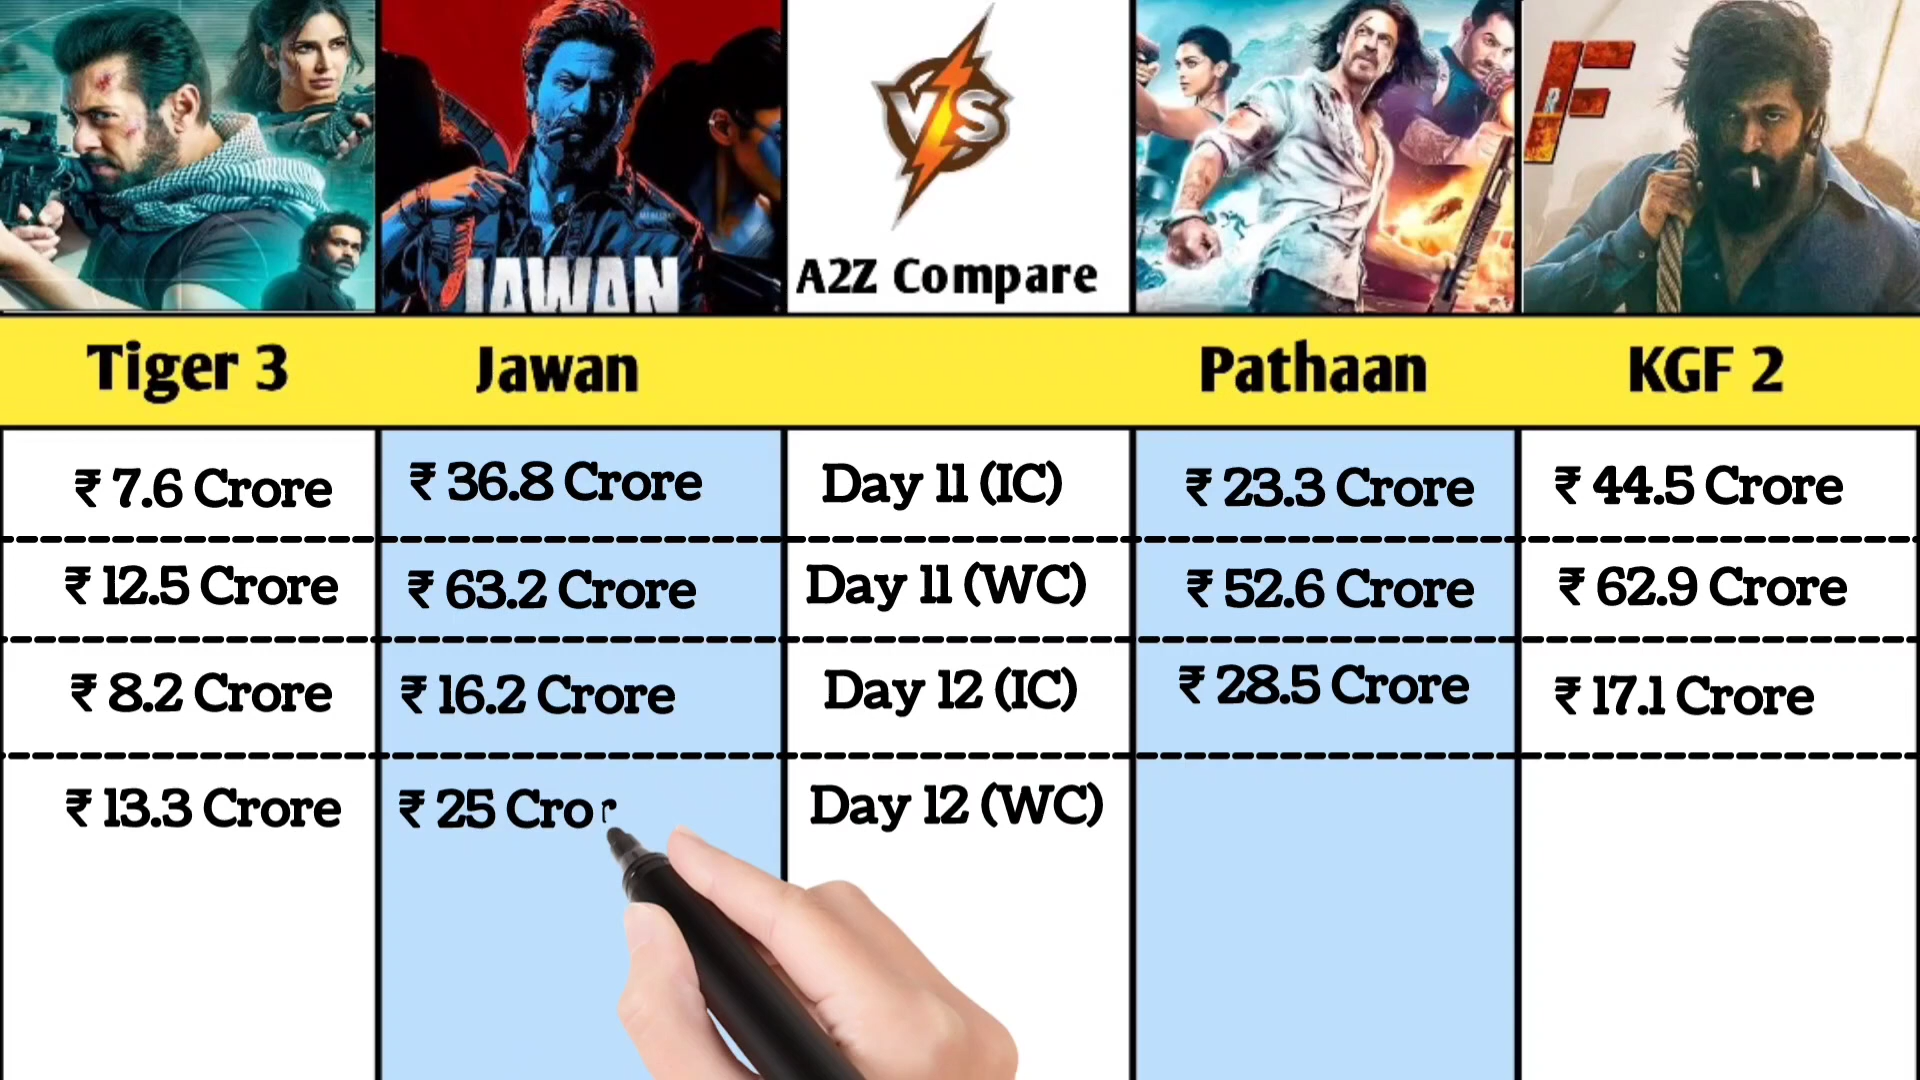 VS
JAWAN
A2Z Compare
F
R
Tiger 3
Jawan
Pathaan
KGF 2
₹ 7.6 Crore
₹ 36.8 Crore
Day 11 (IC)
₹ 23.3 Crore
₹ 44.5 Crore
₹ 12.5 Crore
₹ 63.2 Crore
Day 11 (WC)
₹ 52.6 Crore
₹ 62.9 Crore
₹ 8.2 Crore
₹ 16.2 Crore
Day 12 (IC)
₹ 28.5 Crore
₹ 17.1 Crore
₹ 13.3 Crore
₹ 25 Cror
Day 12 (WC)